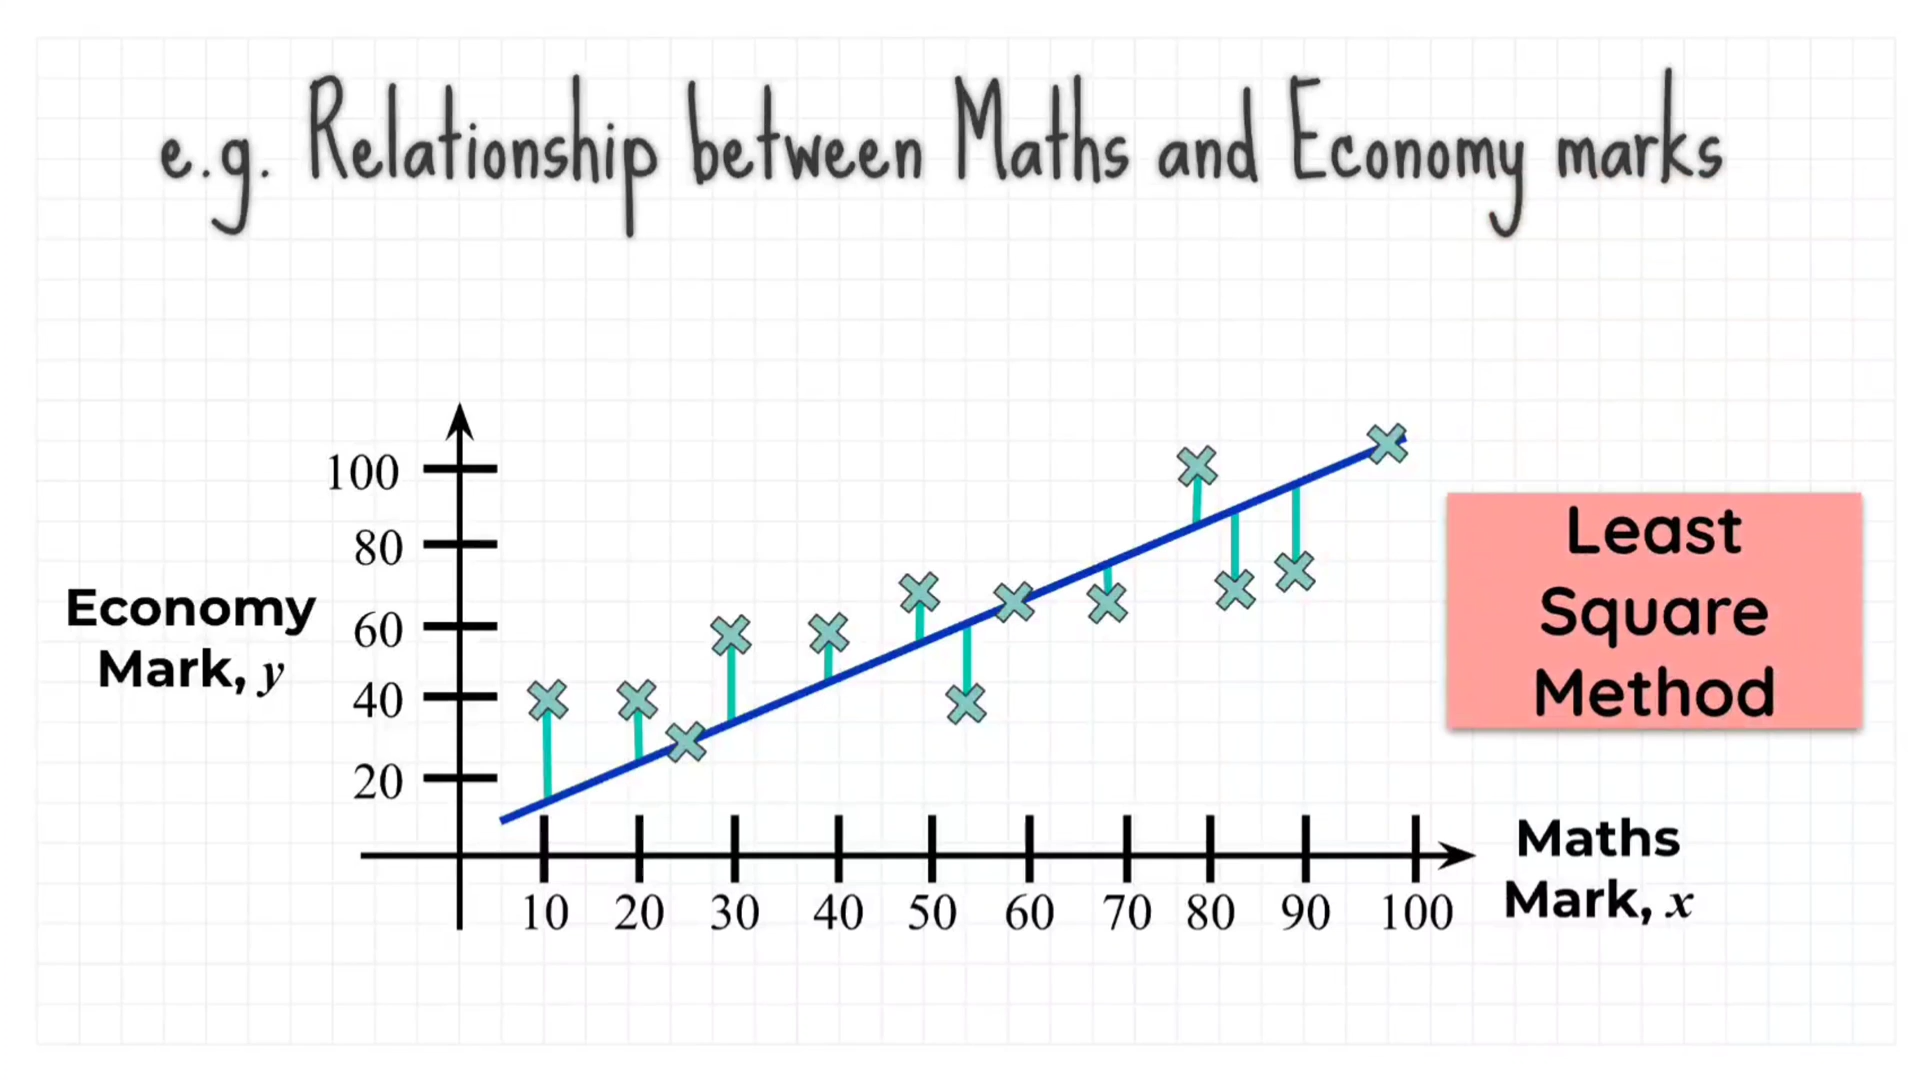 e.g. Relationship between Maths and Economy marks
100
80
60
40
20
Economy
Mark, y
Least
Square
Method
10 20 30 40 50 60 70 80 90 100
Maths
Mark, x